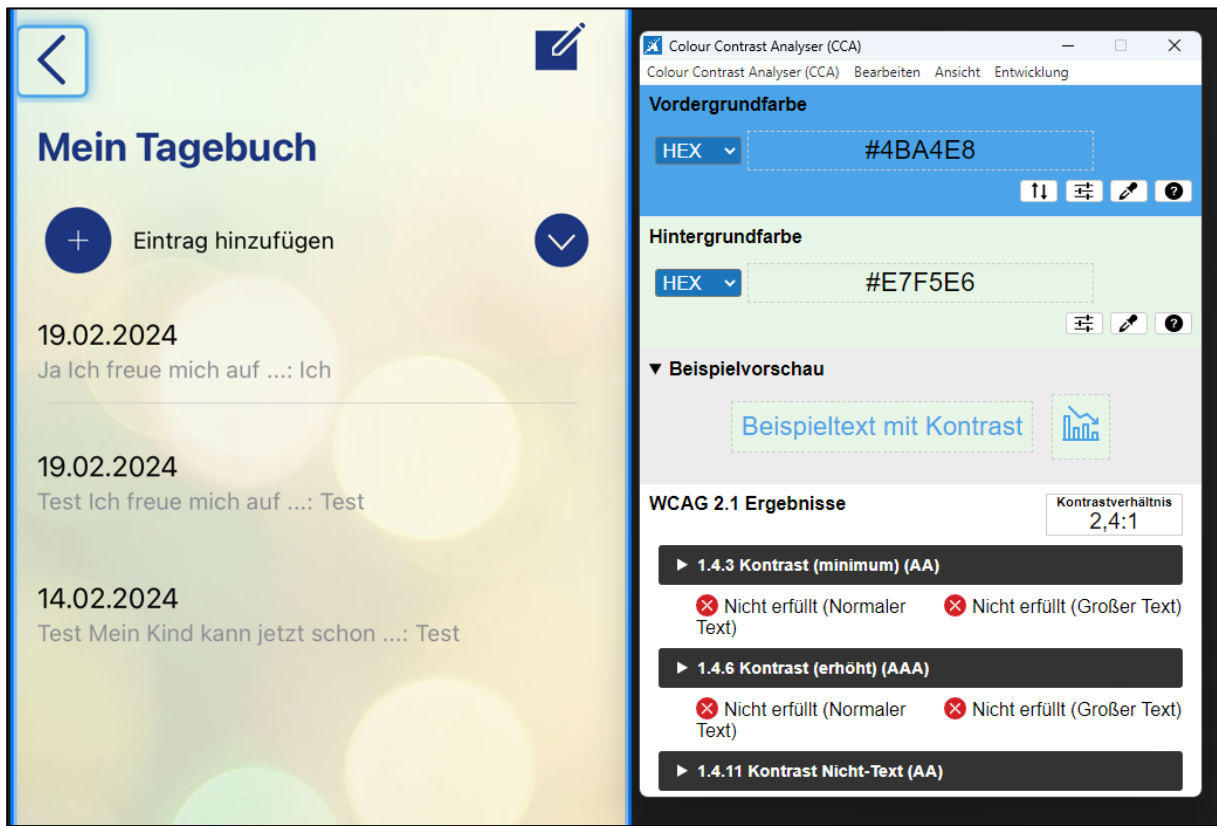 Mein Tagebuch
Eintrag hinzufügen
19.02.2024
Ja Ich freue mich auf ...: Ich
19.02.2024
Test Ich freue mich auf ...: Test
14.02.2024
Test Mein Kind kann jetzt schon ...: Test
Colour Contrast Analyser (CCA)
Colour Contrast Analyser (CCA) Bearbeiten Ansicht Entwicklung
Vordergrundfarbe
HEX #4BA4E8
Hintergrundfarbe
HEX #E7F5E6
▼ Beispielvorschau
Beispieltext mit Kontrast
WCAG 2.1 Ergebnisse
Kontrastverhältnis
2,4:1
▶ 1.4.3 Kontrast (minimum) (AA)
Nicht erfüllt (Normaler Nicht erfüllt (Großer Text)
Text)
▶ 1.4.6 Kontrast (erhöht) (AAA)
Nicht erfüllt (Normaler Nicht erfüllt (Großer Text)
Text)
▶ 1.4.11 Kontrast Nicht-Text (AA)